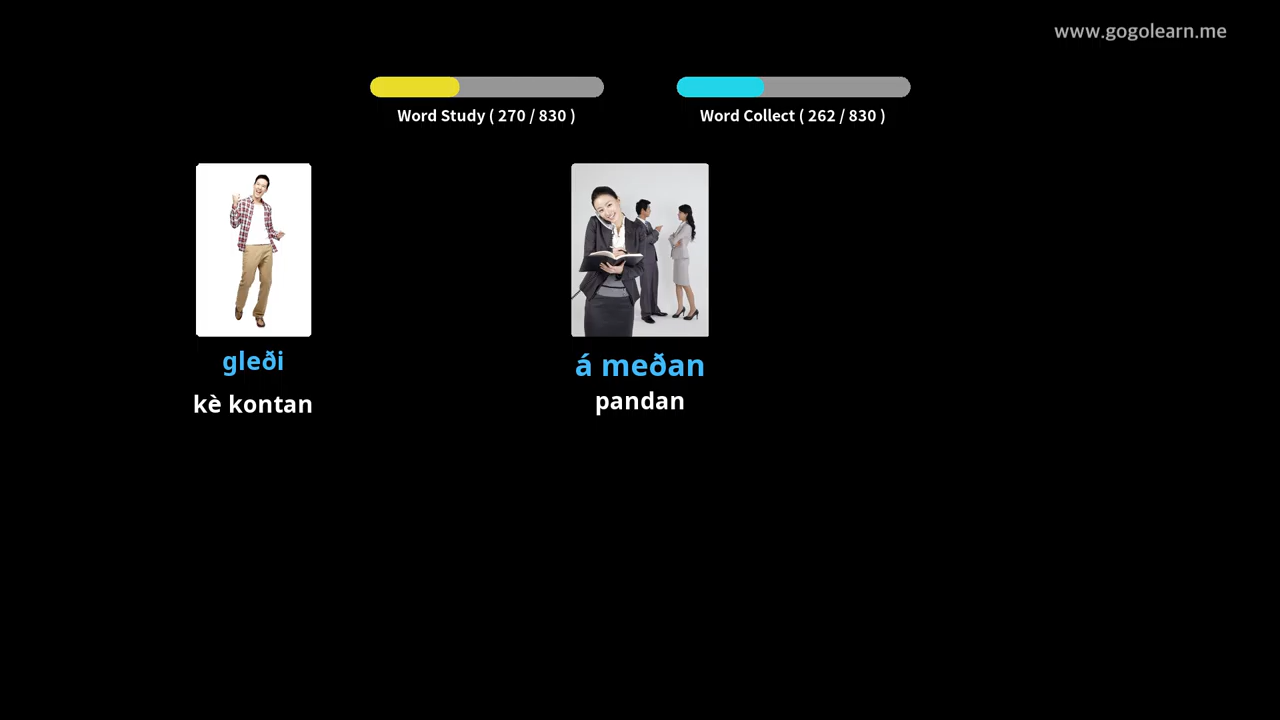 www.gogolearn.me
Word Study ( 270 / 830 )
Word Collect ( 262 / 830 )
gleði
kè kontan
á meðan
pandan